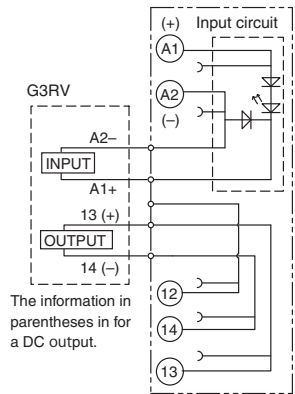 (+) Input circuit
A1
G3RV
A2
(–)
A2–
INPUT
A1+
13 (+)
OUTPUT
14 (–)
The information in
parentheses in for
a DC output.
12
14
13